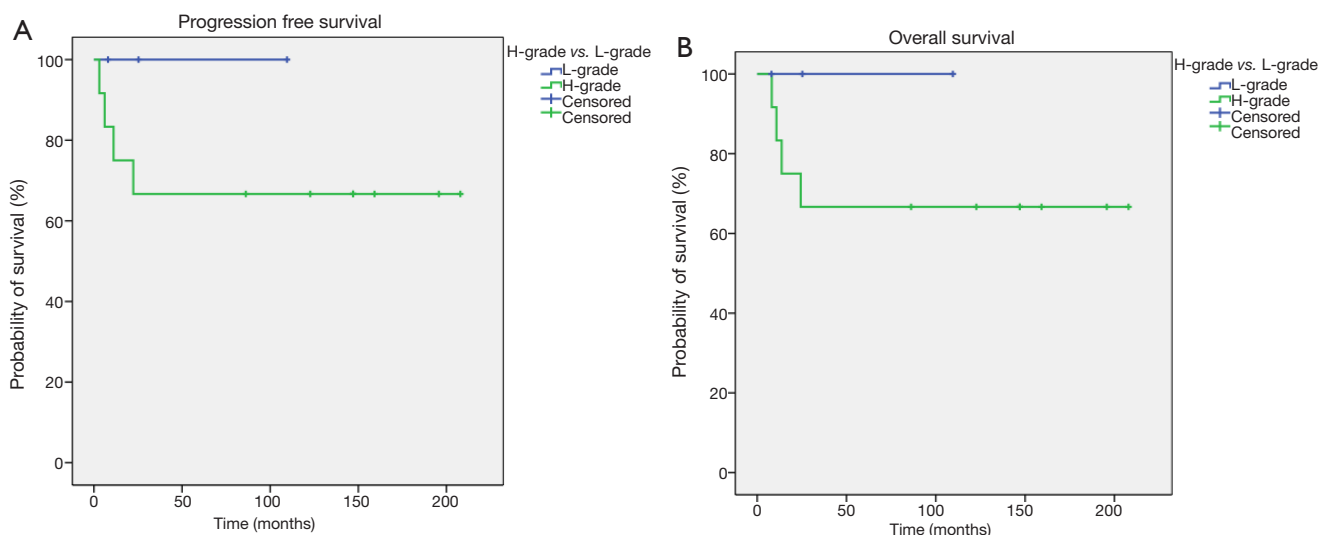 A
Progression free survival
H-grade vs. L-grade
L-grade
H-grade
Censored
Censored
Probability of survival (%)
100
80
60
40
20
0
0 50 100 150 200
Time (months)
B
Overall survival
H-grade vs. L-grade
L-grade
H-grade
Censored
Censored
Probability of survival (%)
100
80
60
40
20
0
0 50 100 150 200
Time (months)